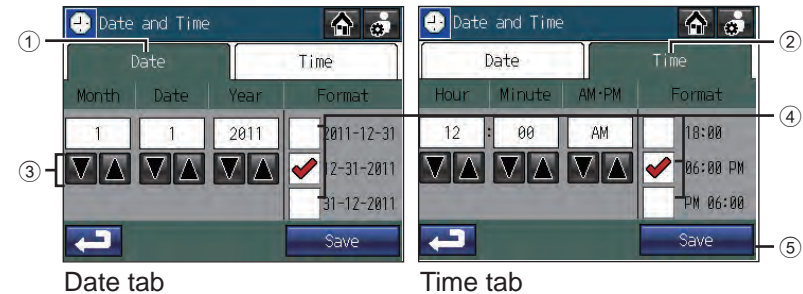 Date and Time
Date
Time
Month
Date
Year
Format
1
1
2011
2011-12-31
12-31-2011
31-12-2011
Save
Date tab
Date and Time
Date
Time
Hour
Minute
AM·PM
Format
12
:
00
AM
18:00
06:00 PM
PM 06:00
Save
Time tab
①
②
③
④
⑤